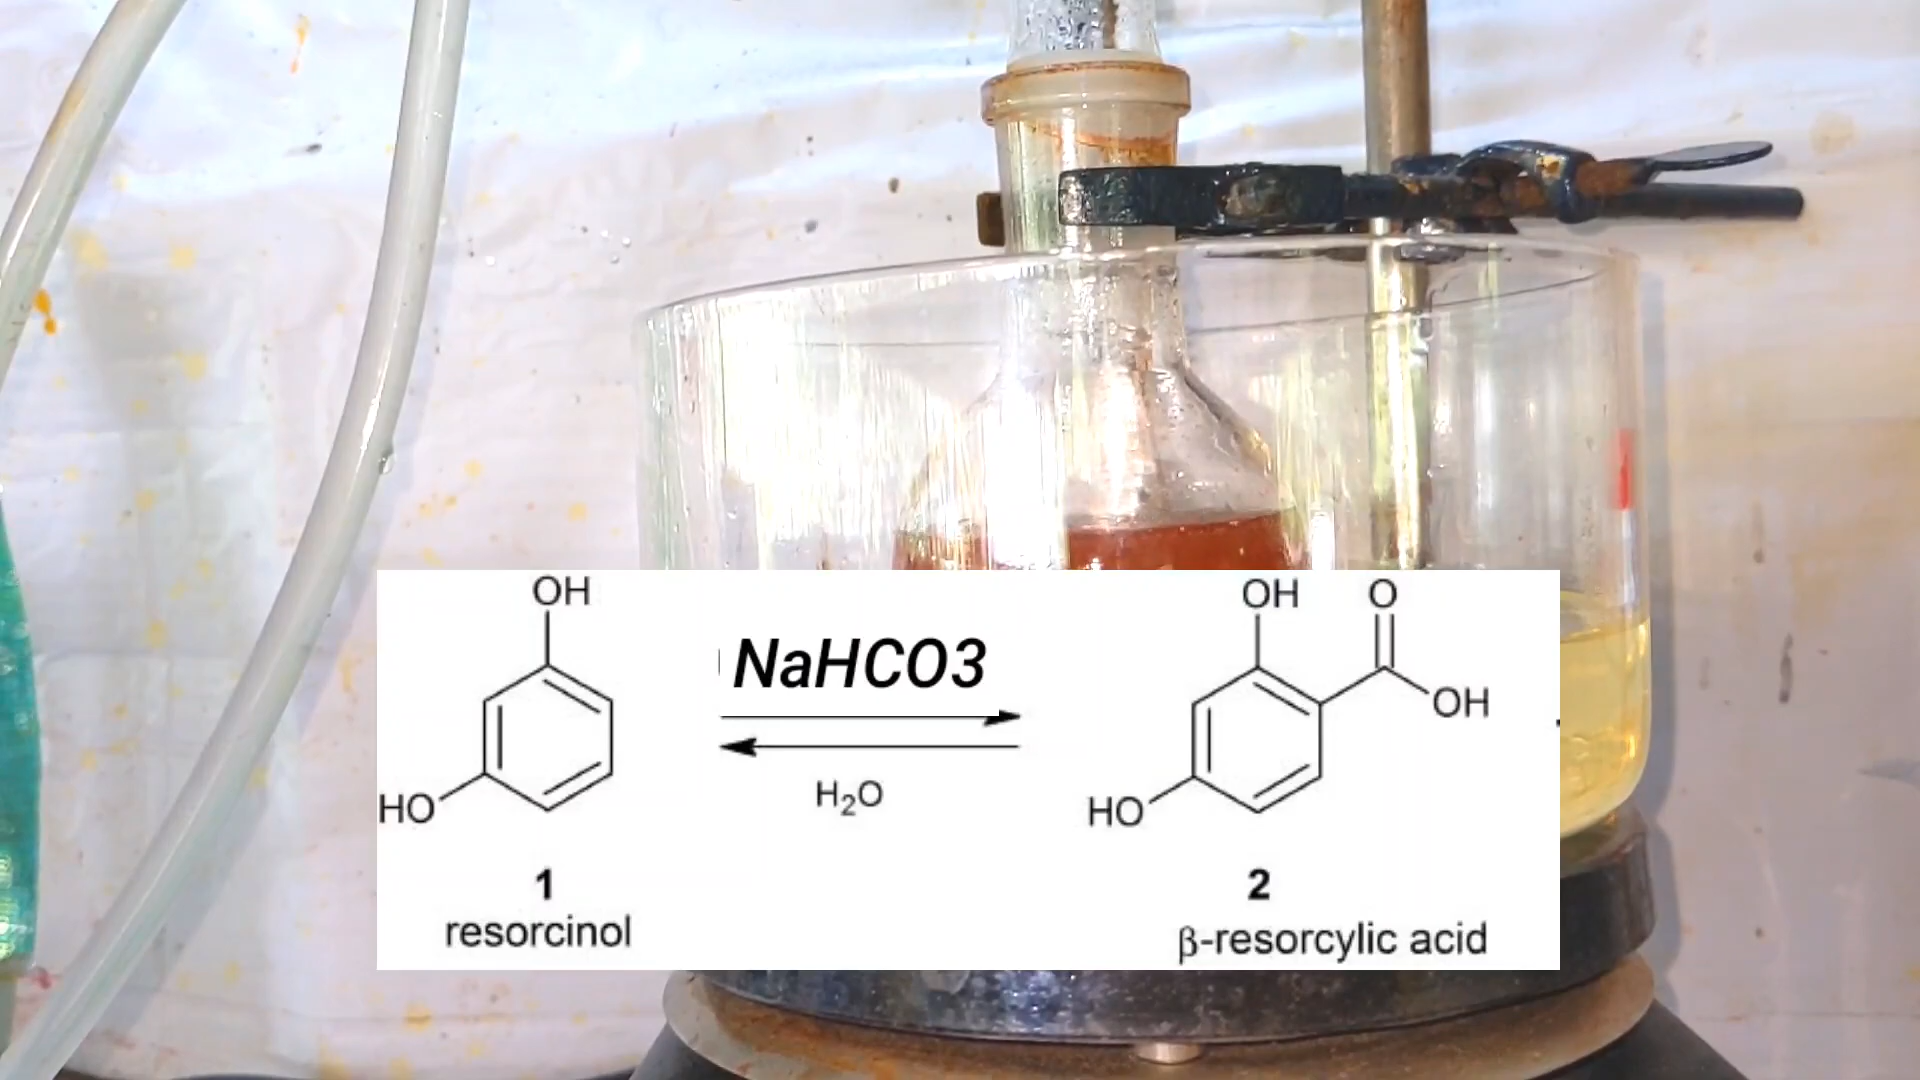 OH
HO
1
resorcinol
NaHCO3
H₂O
OH
O
OH
HO
2
β-resorcylic acid